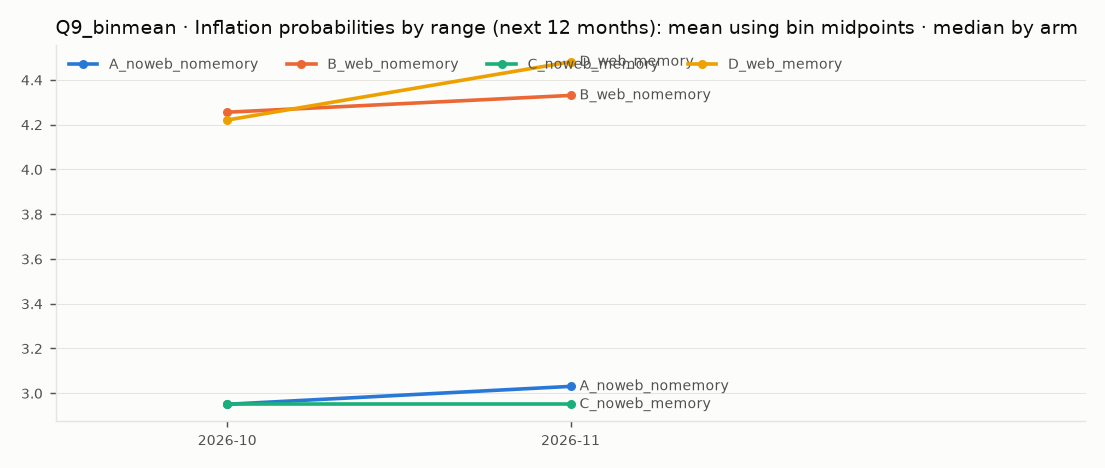 Q9_binmean · Inflation probabilities by range (next 12 months): mean using bin midpoints · median by arm
A_noweb_nomemory B_web_nomemory C_noweb_memory D_web_memory
D_web_memory
4.4
B_web_nomemory
4.2
4.0
3.8
3.6
3.4
3.2
A_noweb_nomemory
3.0
C_noweb_memory
2026-10 2026-11